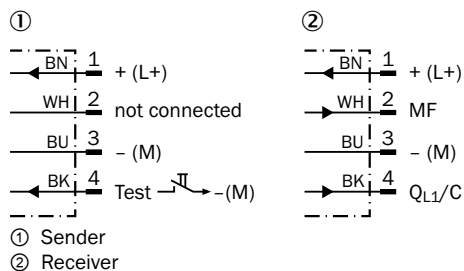 ① ②
BN 1 + (L+) BN 1 + (L+)
WH 2 not connected WH 2 MF
BU 3 – (M) BU 3 – (M)
BK 4 Test –(M) BK 4 QL1/C
① Sender
② Receiver